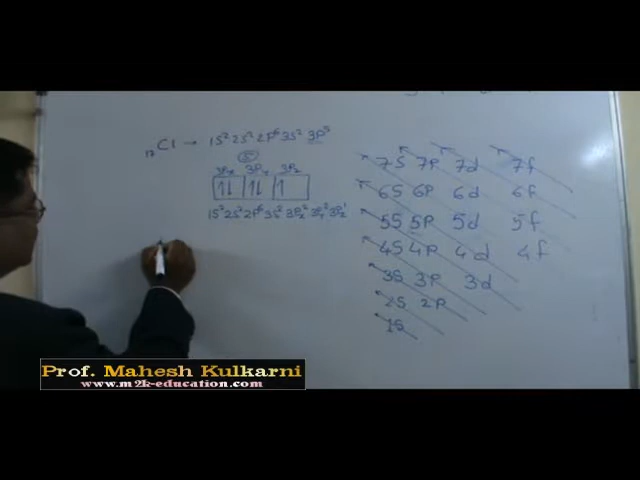 ₁₇Cl → 1S² 2S² 2P⁶ 3S² 3P⁵
5
3Px 3Py 3Pz
1S² 2S² 2P⁶ 3S² 3Px² 3Py² 3Pz¹
7S 7P 7d 7f
6S 6P 6d 6f
5S 5P 5d 5f
4S 4P 4d 4f
3S 3P 3d
2S 2P
1S
Prof. Mahesh Kulkarni
www.m2k-education.com